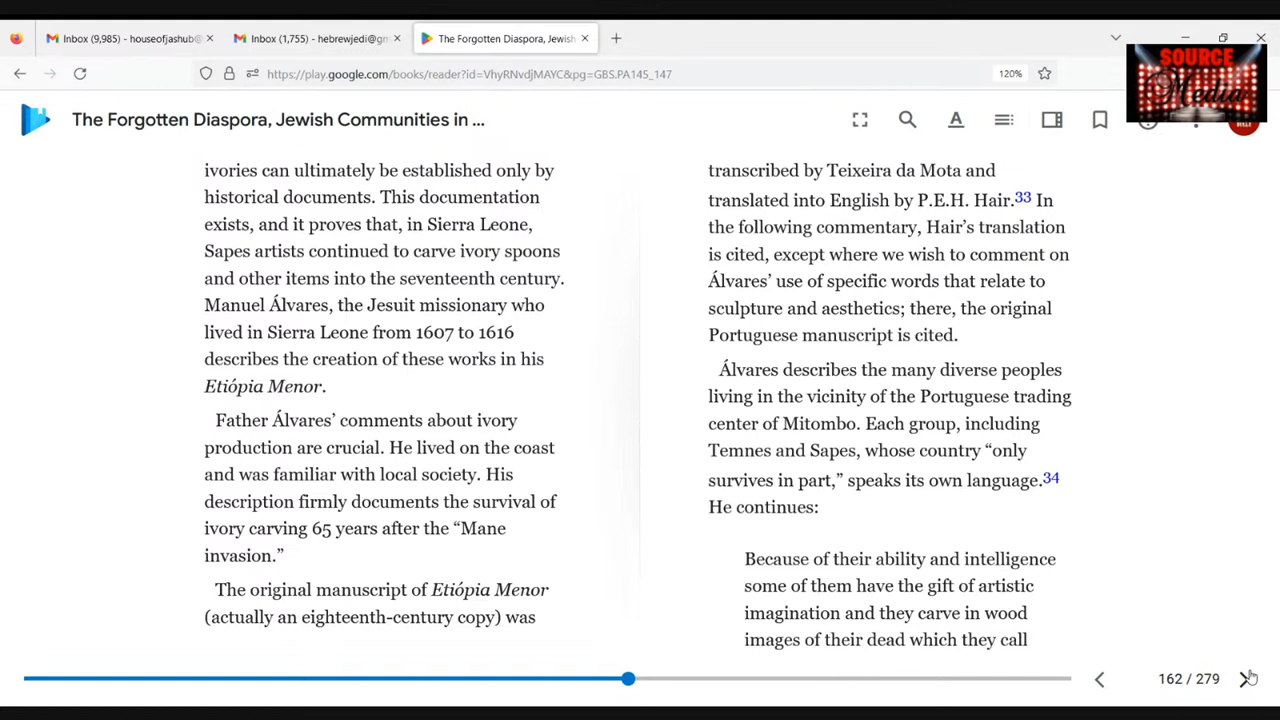 Inbox (9,985) - houseofjashub@
Inbox (1,755) - hebrewjedi@gm
The Forgotten Diaspora, Jewish
https://play.google.com/books/reader?id=VhyRNvdjMAYC&pg=GBS.PA145_147
120%
SOURCE
Media
The Forgotten Diaspora, Jewish Communities in ...
ivories can ultimately be established only by
historical documents. This documentation
exists, and it proves that, in Sierra Leone,
Sapes artists continued to carve ivory spoons
and other items into the seventeenth century.
Manuel Álvares, the Jesuit missionary who
lived in Sierra Leone from 1607 to 1616
describes the creation of these works in his
Etiópia Menor.
Father Álvares’ comments about ivory
production are crucial. He lived on the coast
and was familiar with local society. His
description firmly documents the survival of
ivory carving 65 years after the “Mane
invasion.”
The original manuscript of Etiópia Menor
(actually an eighteenth-century copy) was
transcribed by Teixeira da Mota and
translated into English by P.E.H. Hair.33 In
the following commentary, Hair’s translation
is cited, except where we wish to comment on
Álvares’ use of specific words that relate to
sculpture and aesthetics; there, the original
Portuguese manuscript is cited.
Álvares describes the many diverse peoples
living in the vicinity of the Portuguese trading
center of Mitombo. Each group, including
Temnes and Sapes, whose country “only
survives in part,” speaks its own language.34
He continues:
Because of their ability and intelligence
some of them have the gift of artistic
imagination and they carve in wood
images of their dead which they call
162 / 279